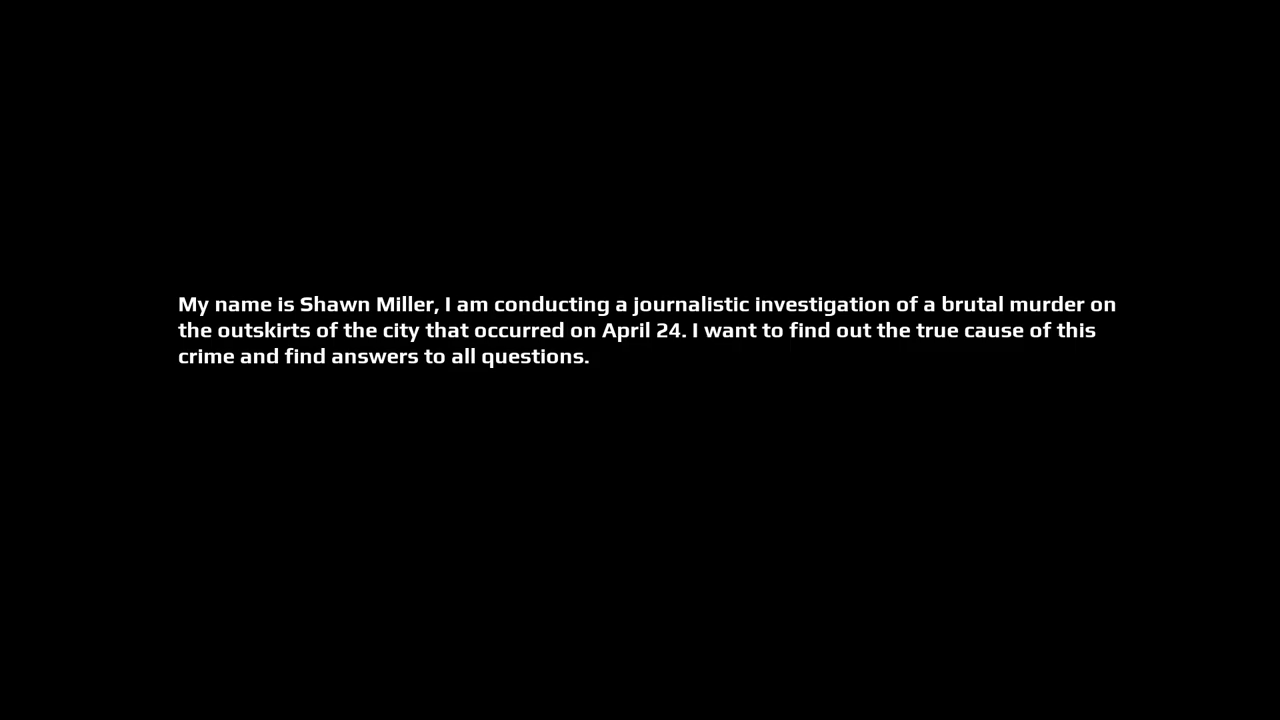 My name is Shawn Miller, I am conducting a journalistic investigation of a brutal murder on
the outskirts of the city that occurred on April 24. I want to find out the true cause of this
crime and find answers to all questions.